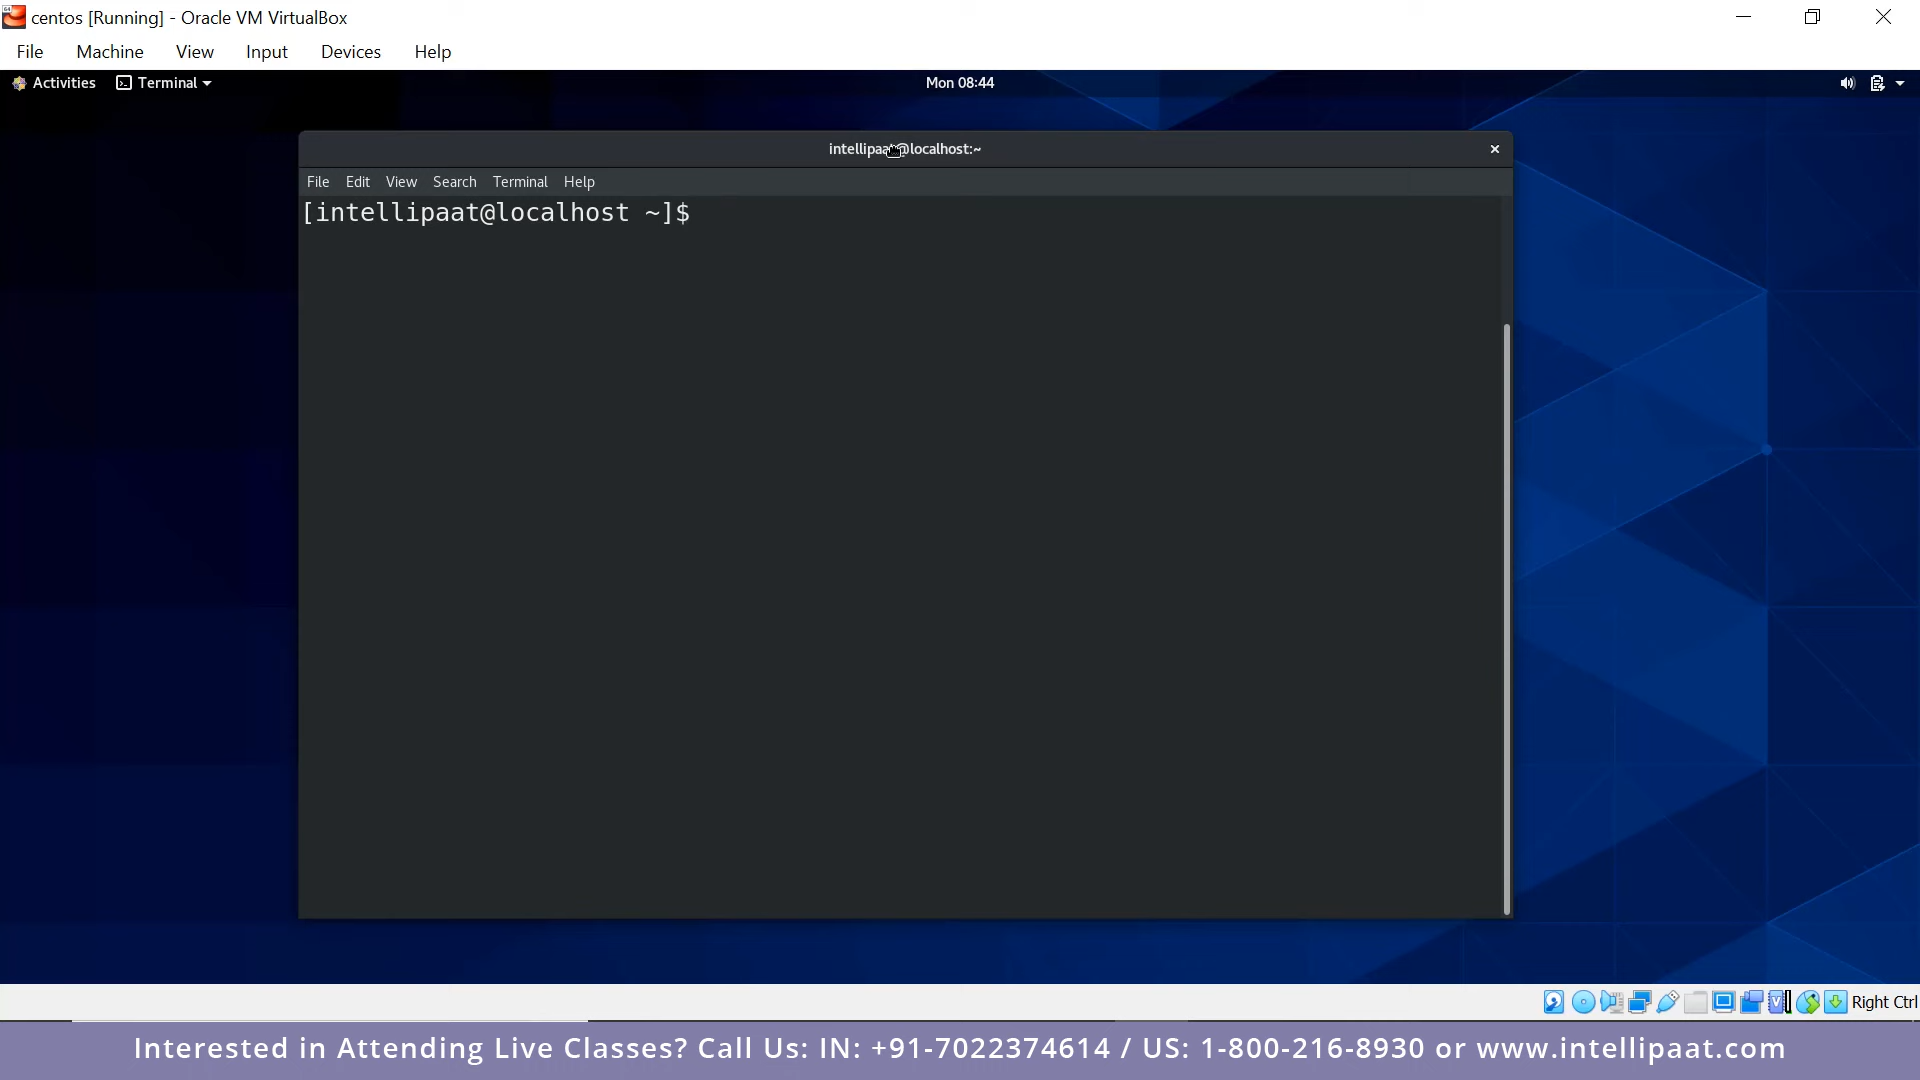 centos [Running] - Oracle VM VirtualBox
File Machine View Input Devices Help
Activities Terminal Mon 08:44
intellipaat@localhost:~
File Edit View Search Terminal Help
[intellipaat@localhost ~]$
Right Ctrl
Interested in Attending Live Classes? Call Us: IN: +91-7022374614 / US: 1-800-216-8930 or www.intellipaat.com